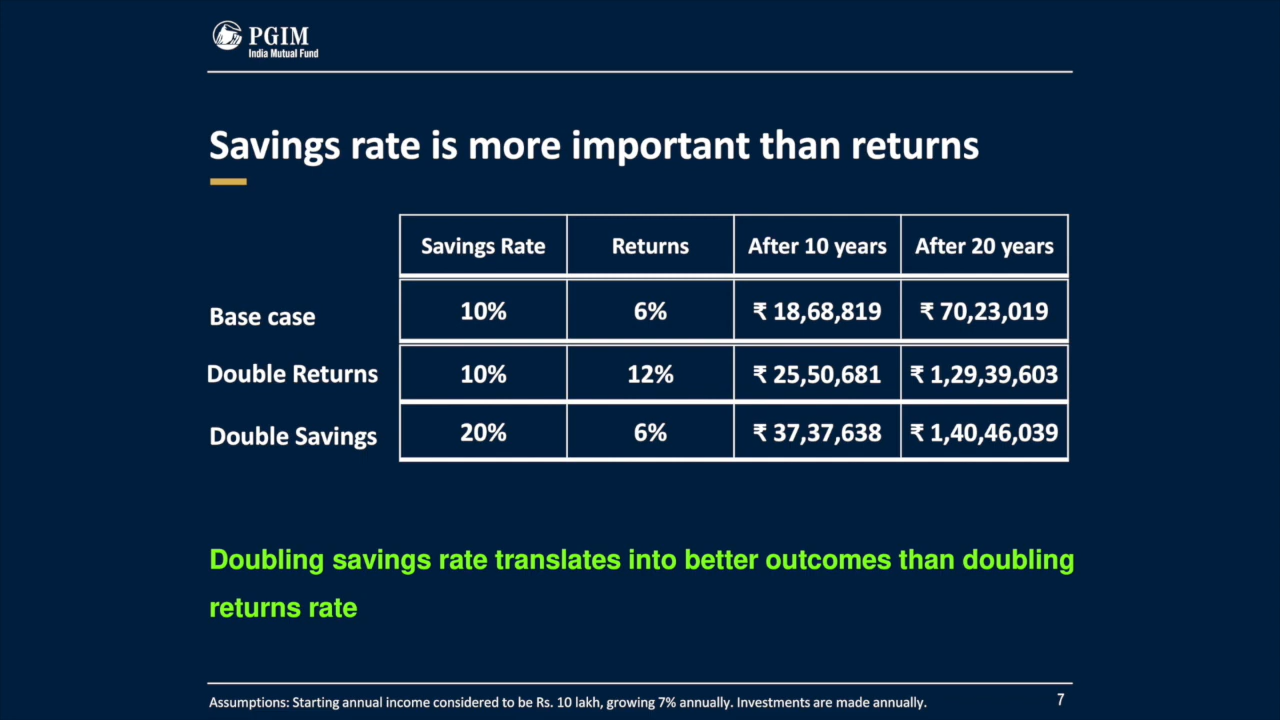 PGIM
India Mutual Fund
Savings rate is more important than returns
Savings Rate Returns After 10 years After 20 years
Base case 10% 6% ₹ 18,68,819 ₹ 70,23,019
Double Returns 10% 12% ₹ 25,50,681 ₹ 1,29,39,603
Double Savings 20% 6% ₹ 37,37,638 ₹ 1,40,46,039
Doubling savings rate translates into better outcomes than doubling
returns rate
Assumptions: Starting annual income considered to be Rs. 10 lakh, growing 7% annually. Investments are made annually. 7